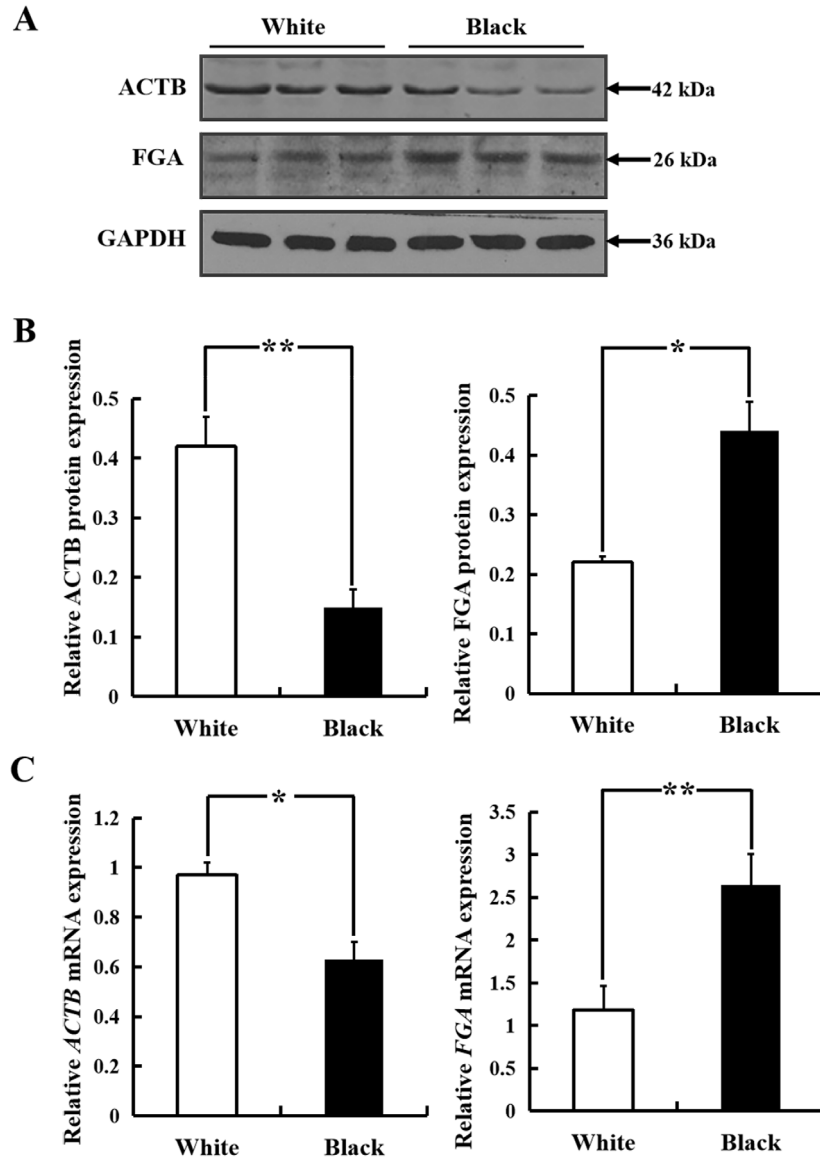 A
White Black
ACTB 42 kDa
FGA 26 kDa
GAPDH 36 kDa
B
** *
Relative ACTB protein expression
0.5
0.4
0.3
0.2
0.1
0
White Black
Relative FGA protein expression
0.5
0.4
0.3
0.2
0.1
0
White Black
C
* **
Relative ACTB mRNA expression
1.2
1
0.8
0.6
0.4
0.2
0
White Black
Relative FGA mRNA expression
3.5
3
2.5
2
1.5
1
0.5
0
White Black